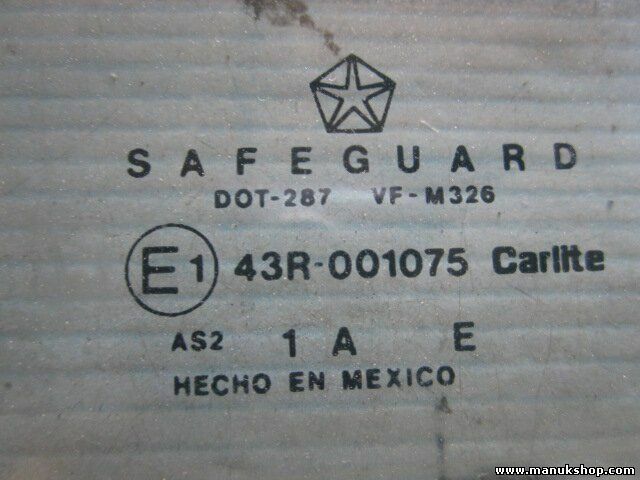 SAFEGUARD
DOT-287 VF-M326
E1 43R-001075 Carlite
AS2 1 A E
HECHO EN MEXICO
www.manukshop.com